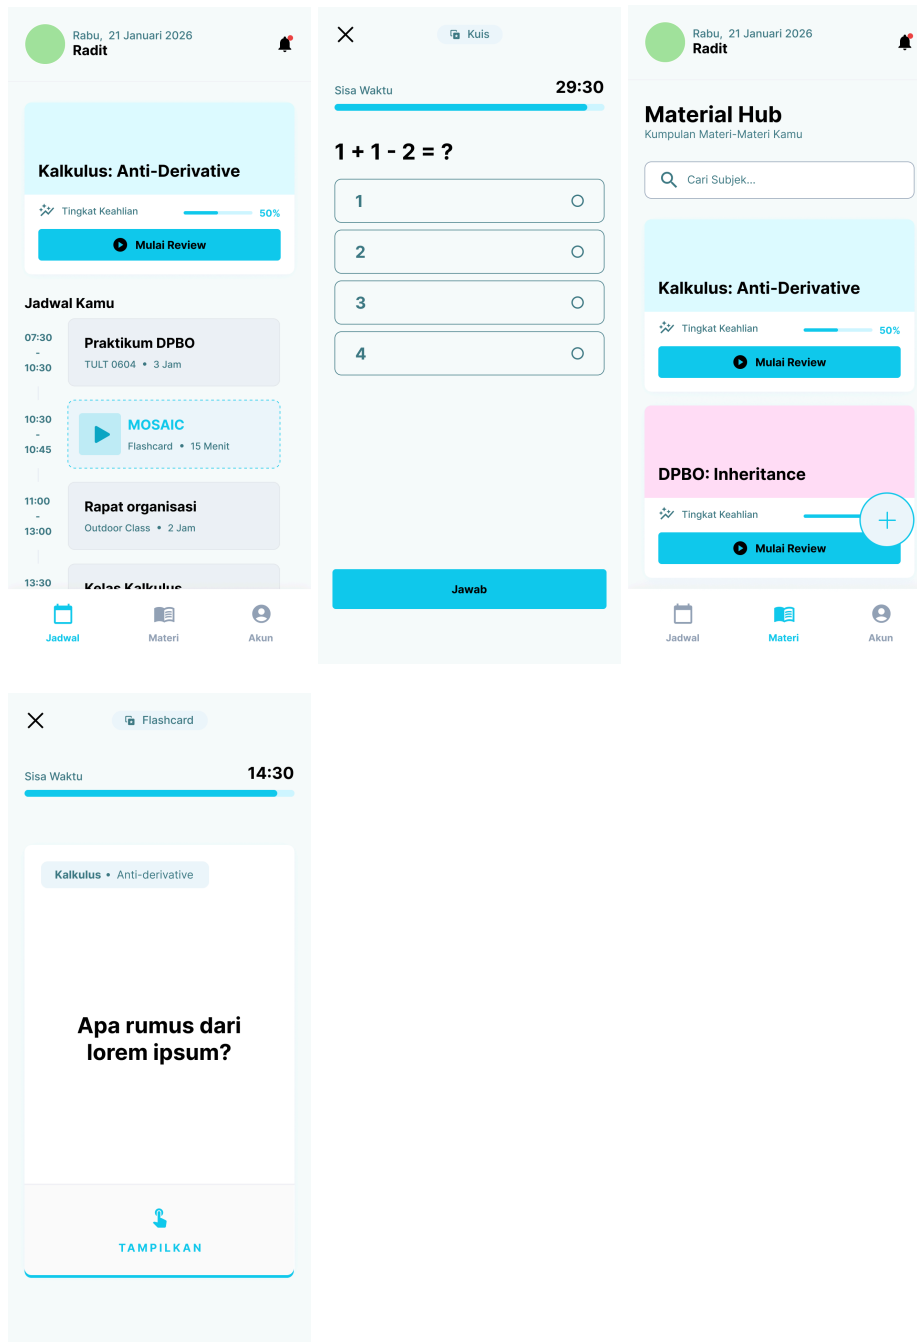 Rabu, 21 Januari 2026
Radit
Kalkulus: Anti-Derivative
Tingkat Keahlian
50%
Mulai Review
Jadwal Kamu
07:30
-
10:30
Praktikum DPBO
TULT 0604 • 3 Jam
10:30
-
10:45
MOSAIC
Flashcard • 15 Menit
11:00
-
13:00
Rapat organisasi
Outdoor Class • 2 Jam
13:30
Kelas Kalkulus
Jadwal
Materi
Akun
Kuis
Sisa Waktu
29:30
1 + 1 - 2 = ?
1
2
3
4
Jawab
Rabu, 21 Januari 2026
Radit
Material Hub
Kumpulan Materi-Materi Kamu
Cari Subjek...
Kalkulus: Anti-Derivative
Tingkat Keahlian
50%
Mulai Review
DPBO: Inheritance
Tingkat Keahlian
Mulai Review
Jadwal
Materi
Akun
Flashcard
Sisa Waktu
14:30
Kalkulus • Anti-derivative
Apa rumus dari
lorem ipsum?
TAMPILKAN